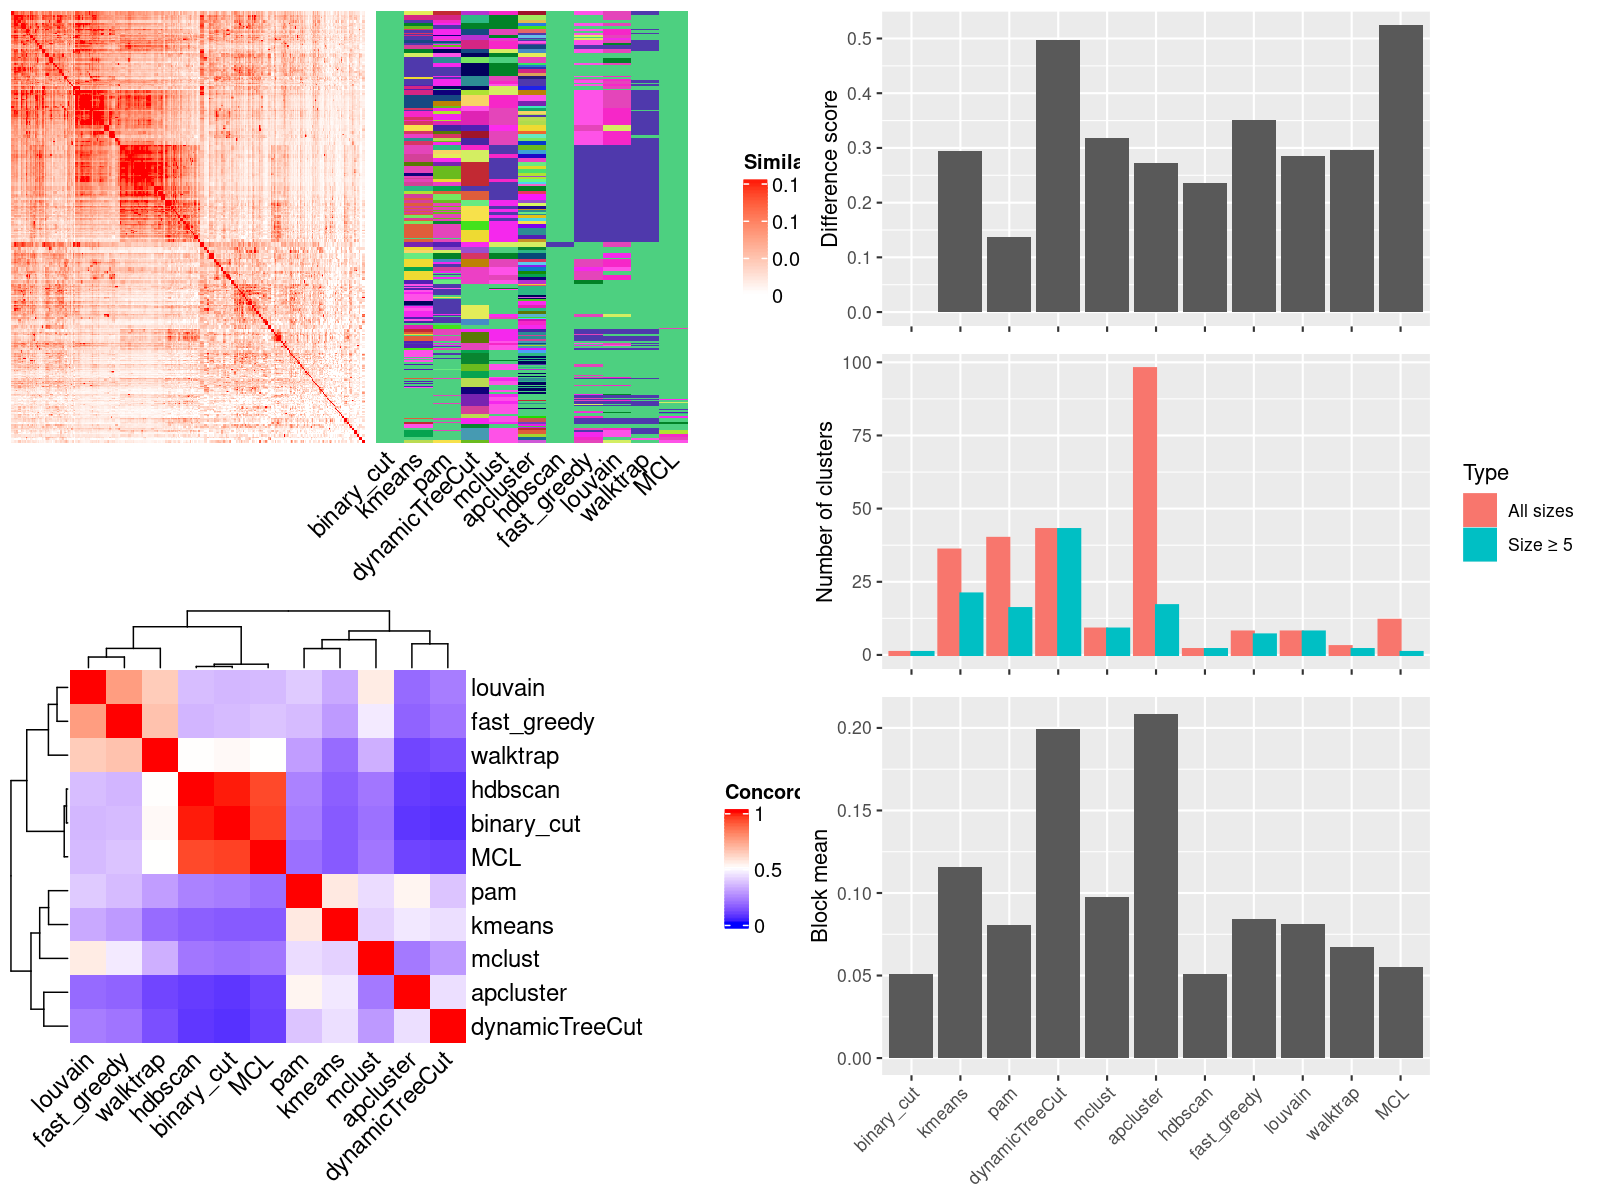 Simila
0.1
0.1
0.0
0
binary_cut
kmeans
pam
dynamicTreeCut
mclust
apcluster
hdbscan
fast_greedy
louvain
walktrap
MCL
louvain
fast_greedy
walktrap
hdbscan
binary_cut
MCL
pam
kmeans
mclust
apcluster
dynamicTreeCut
Concord
1
0.5
0
louvain
fast_greedy
walktrap
hdbscan
binary_cut
MCL
pam
kmeans
mclust
apcluster
dynamicTreeCut
Difference score
0.5
0.4
0.3
0.2
0.1
0.0
Number of clusters
100
75
50
25
0
Type
All sizes
Size ≥ 5
Block mean
0.20
0.15
0.10
0.05
0.00
binary_cut
kmeans
pam
dynamicTreeCut
mclust
apcluster
hdbscan
fast_greedy
louvain
walktrap
MCL